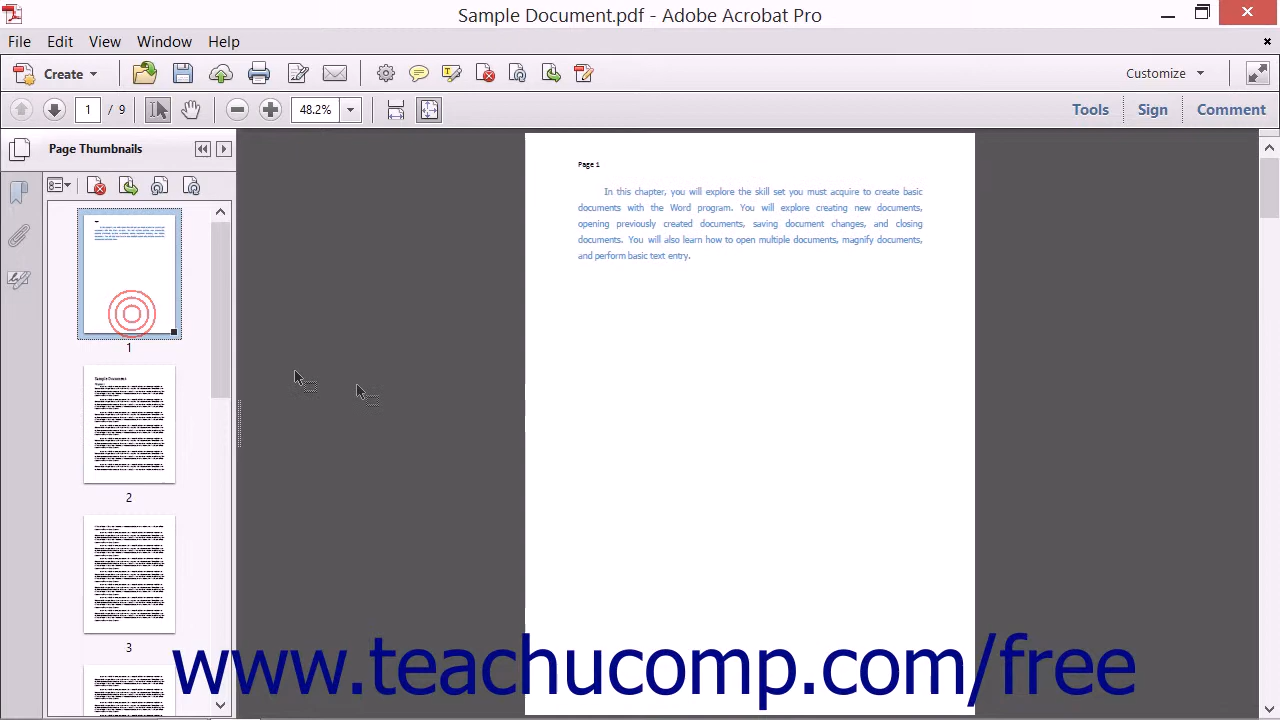 Sample Document.pdf - Adobe Acrobat Pro
File Edit View Window Help
Create
Customize
1 / 9
48.2%
Tools
Sign
Comment
Page Thumbnails
1
Sample Document
2
3
Page 1
In this chapter, you will explore the skill set you must acquire to create basic
documents with the Word program. You will explore creating new documents,
opening previously created documents, saving document changes, and closing
documents. You will also learn how to open multiple documents, magnify documents,
and perform basic text entry.
www.teachucomp.com/free